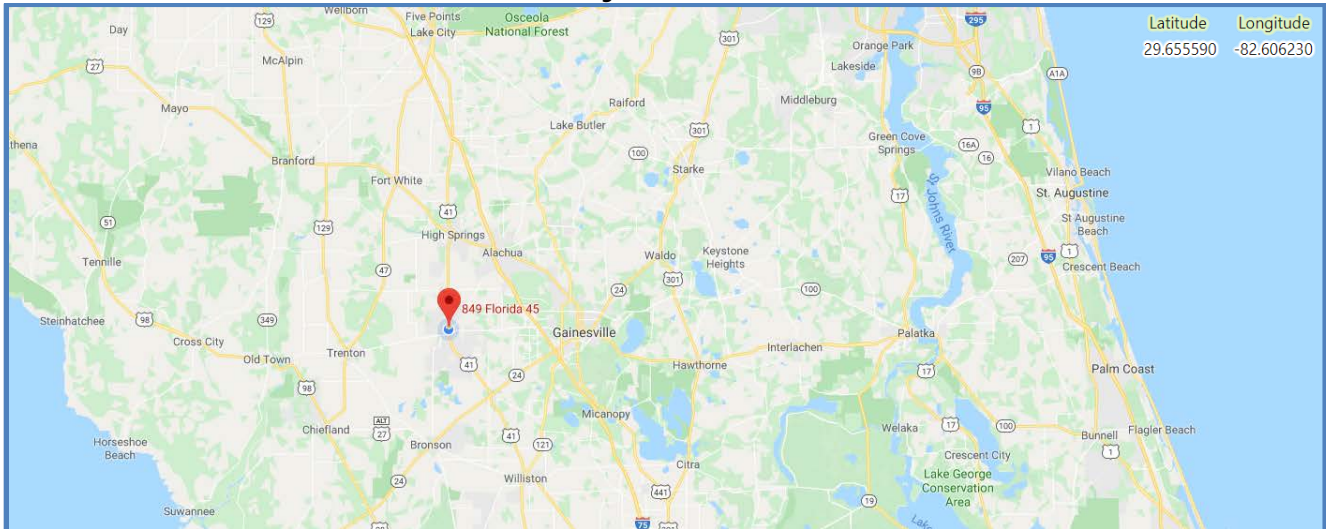 Wellborn
Five Points
Osceola
National Forest
295
Latitude Longitude
29.655590 -82.606230
129
Day
Lake City
301
Orange Park
McAlpin
Lakeside
27
9B
A1A
Mayo
Raiford
Middleburg
95
Lake Butler
301
Green Cove
Springs
1
thena
100
16A
16
Branford
Starke
Fort White
Vilano Beach
17
St. Augustine
St Johns River
51
41
129
High Springs
St Augustine
Beach
Alachua
Waldo
Keystone
Heights
95
1
207
Tennille
47
301
Crescent Beach
24
100
849 Florida 45
Steinhatchee
98
349
Cross City
Gainesville
Palatka
Old Town
Trenton
Interlachen
41
Hawthorne
24
17
Palm Coast
98
Micanopy
ALT
27
Chiefland
Welaka
17
100
Horseshoe
Beach
Bronson
41
121
Bunnell
Flagler Beach
Crescent City
1
Citra
Lake George
Conservation
Area
24
Williston
441
19
Suwannee
75